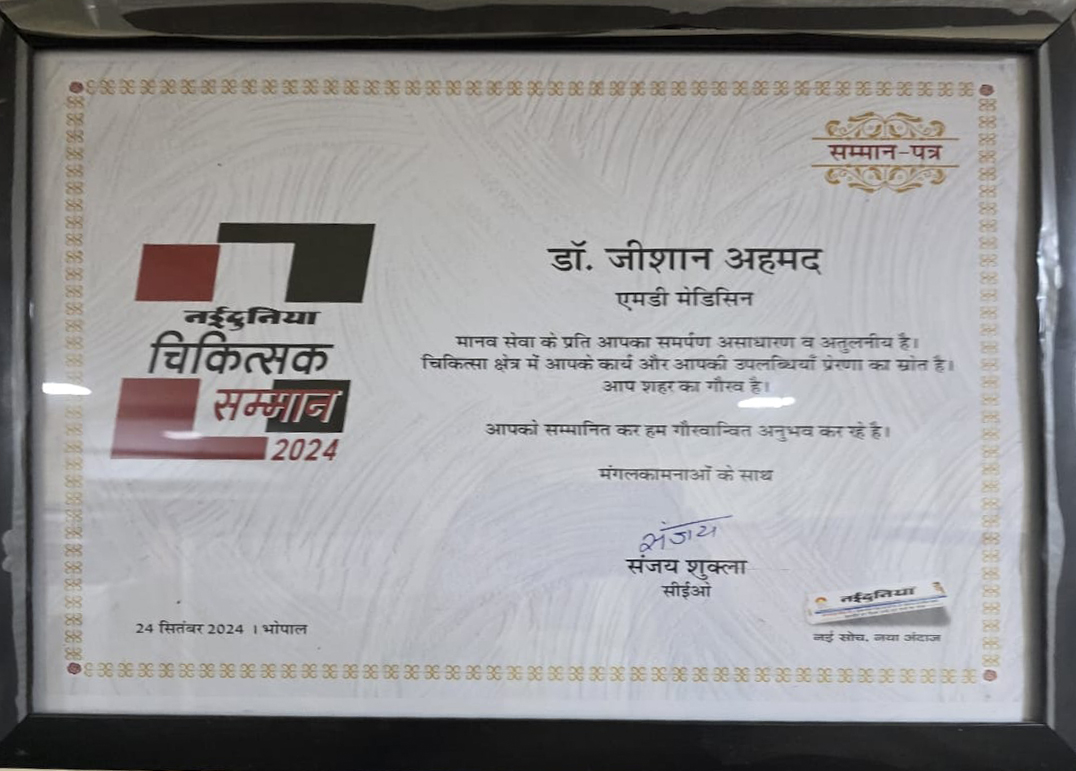 सम्मान-पत्र
नईदुनिया
चिकित्सक
सम्मान
2024
डॉ. जीशान अहमद
एमडी मेडिसिन
मानव सेवा के प्रति आपका समर्पण असाधारण व अतुलनीय है।
चिकित्सा क्षेत्र में आपके कार्य और आपकी उपलब्धियाँ प्रेरणा का स्रोत है।
आप शहर का गौरव है।
आपको सम्मानित कर हम गौरवान्वित अनुभव कर रहे है।
मंगलकामनाओं के साथ
संजय
संजय शुक्ला
सीईओ
24 सितंबर 2024 । भोपाल
नईदुनिया
नई सोच, नया अंदाज